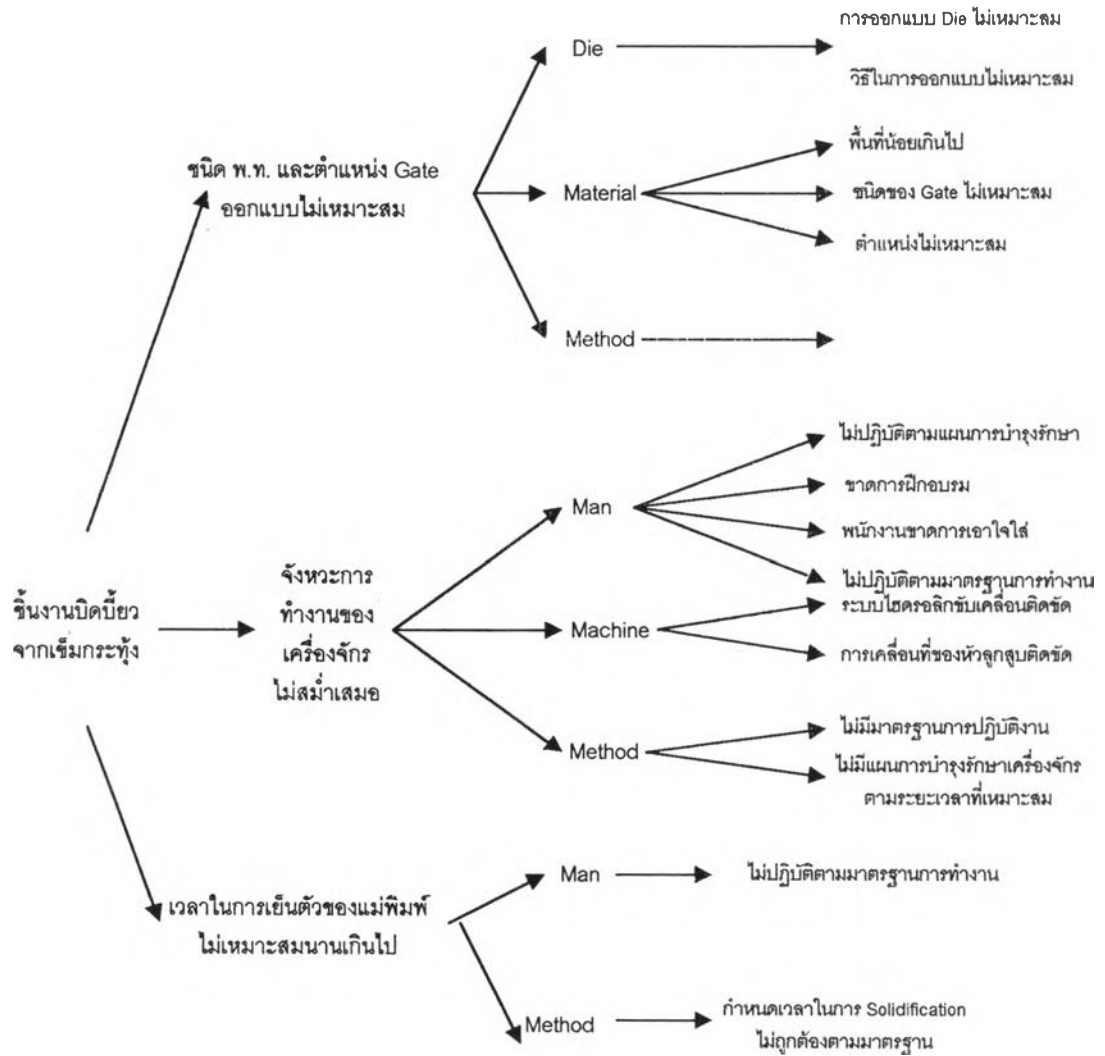 การออกแบบ Die ไม่เหมาะสม
Die
วิธีในการออกแบบไม่เหมาะสม
พื้นที่น้อยเกินไป
ชนิด พ.ท. และตำแหน่ง Gate
ออกแบบไม่เหมาะสม
Material
ชนิดของ Gate ไม่เหมาะสม
ตำแหน่งไม่เหมาะสม
Method
ไม่ปฏิบัติตามแผนการบำรุงรักษา
ขาดการฝึกอบรม
Man
พนักงานขาดการเอาใจใส่
ไม่ปฏิบัติตามมาตรฐานการทำงาน
ชิ้นงานบิดบี้ยว
จากเข็มกระทุ้ง
จังหวะการ
ทำงานของ
เครื่องจักร
ไม่สม่ำเสมอ
Machine
ระบบไฮดรอลิกขับเคลื่อนติดขัด
การเคลื่อนที่ของหัวลูกสูบติดขัด
Method
ไม่มีมาตรฐานการปฏิบัติงาน
ไม่มีแผนการบำรุงรักษาเครื่องจักร
ตามระยะเวลาที่เหมาะสม
Man
ไม่ปฏิบัติตามมาตรฐานการทำงาน
เวลาในการเย็นตัวของแม่พิมพ์
ไม่เหมาะสมนานเกินไป
Method
กำหนดเวลาในการ Solidification
ไม่ถูกต้องตามมาตรฐาน